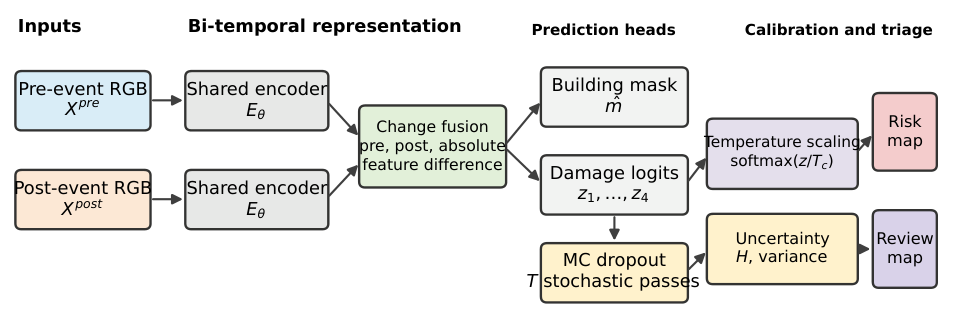 Inputs
Bi-temporal representation
Prediction heads
Calibration and triage
Pre-event RGB
X^{pre}
Post-event RGB
X^{post}
Shared encoder
E_θ
Shared encoder
E_θ
Change fusion
pre, post, absolute
feature difference
Building mask
m̂
Damage logits
z₁,…,z₄
MC dropout
T stochastic passes
Temperature scaling
softmax(z/T_c)
Uncertainty
H, variance
Risk
map
Review
map